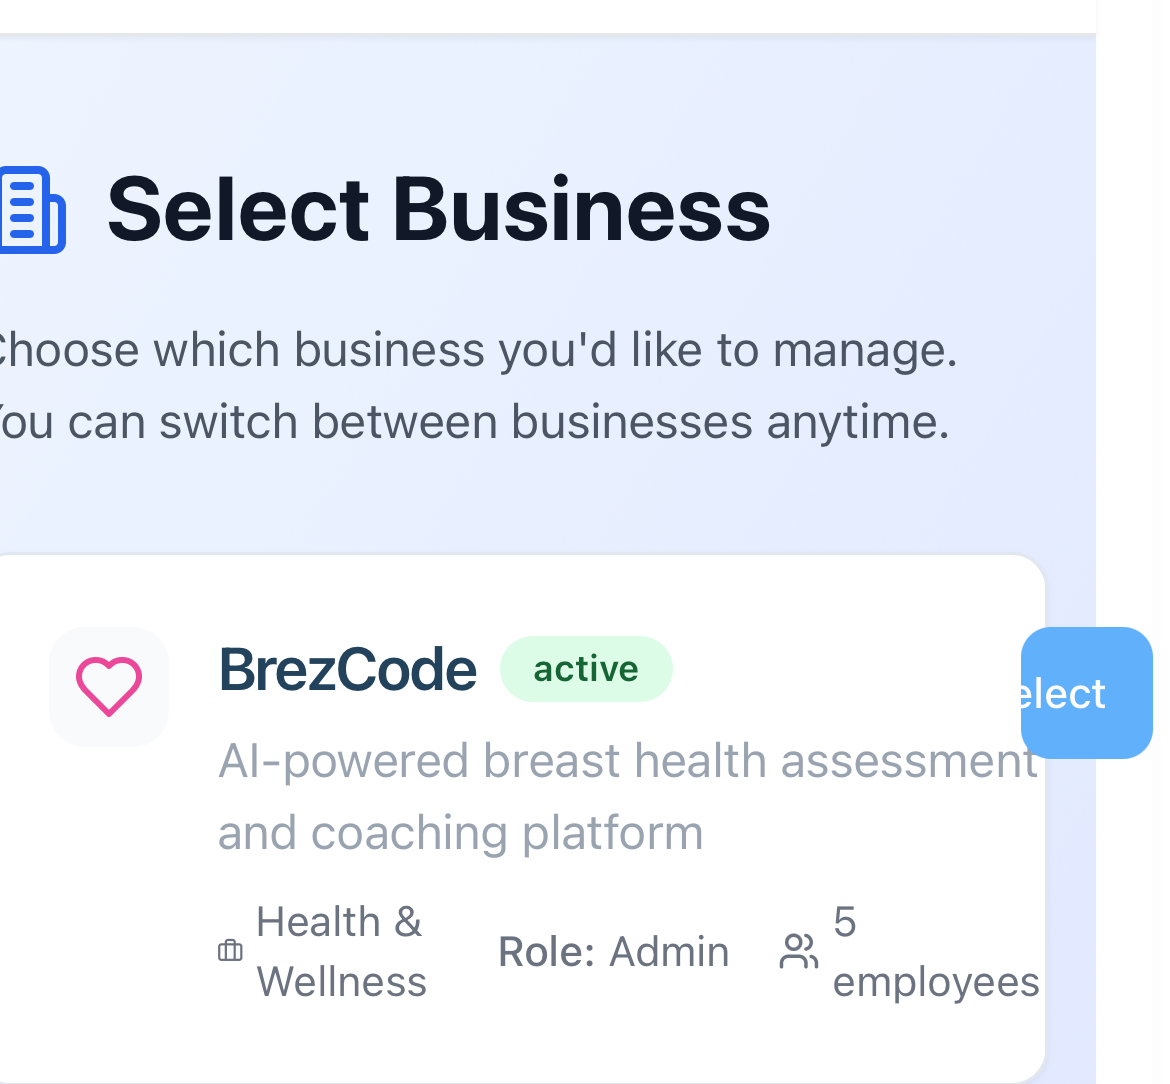 Select Business
Choose which business you'd like to manage.
You can switch between businesses anytime.
BrezCode active
elect
AI-powered breast health assessment
and coaching platform
Health &
Wellness
Role: Admin
5
employees